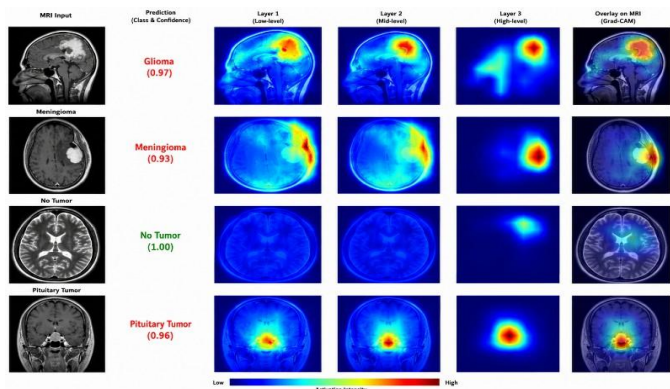 MRI Input
Prediction
(Class & Confidence)
Layer 1
(Low-level)
Layer 2
(Mid-level)
Layer 3
(High-level)
Overlay on MRI
(Grad-CAM)
Glioma
(0.97)
Meningioma
Meningioma
(0.93)
No Tumor
No Tumor
(1.00)
Pituitary Tumor
Pituitary Tumor
(0.96)
Low
High
Activation Intensity